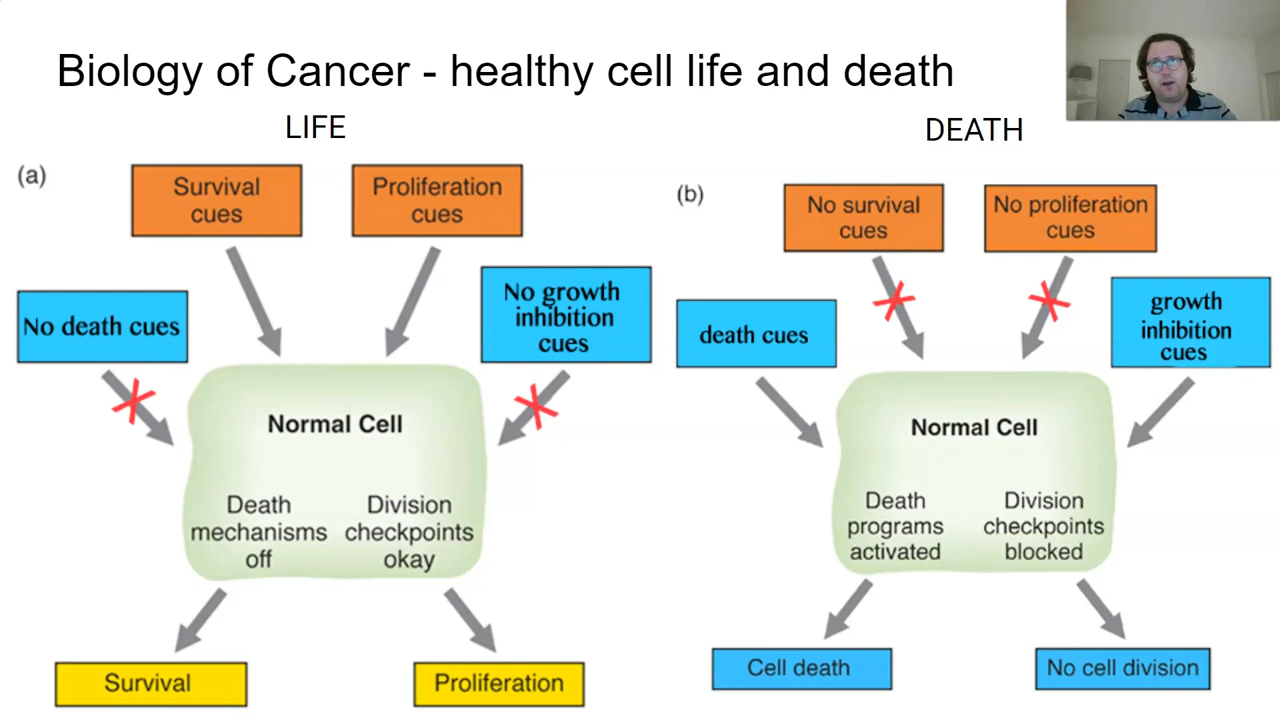 Biology of Cancer - healthy cell life and death
LIFE
(a)
Survival
cues
Proliferation
cues
No death cues
No growth
inhibition
cues
Normal Cell
Death
mechanisms
off
Division
checkpoints
okay
Survival
Proliferation
DEATH
(b)
No survival
cues
No proliferation
cues
death cues
growth
inhibition
cues
Normal Cell
Death
programs
activated
Division
checkpoints
blocked
Cell death
No cell division